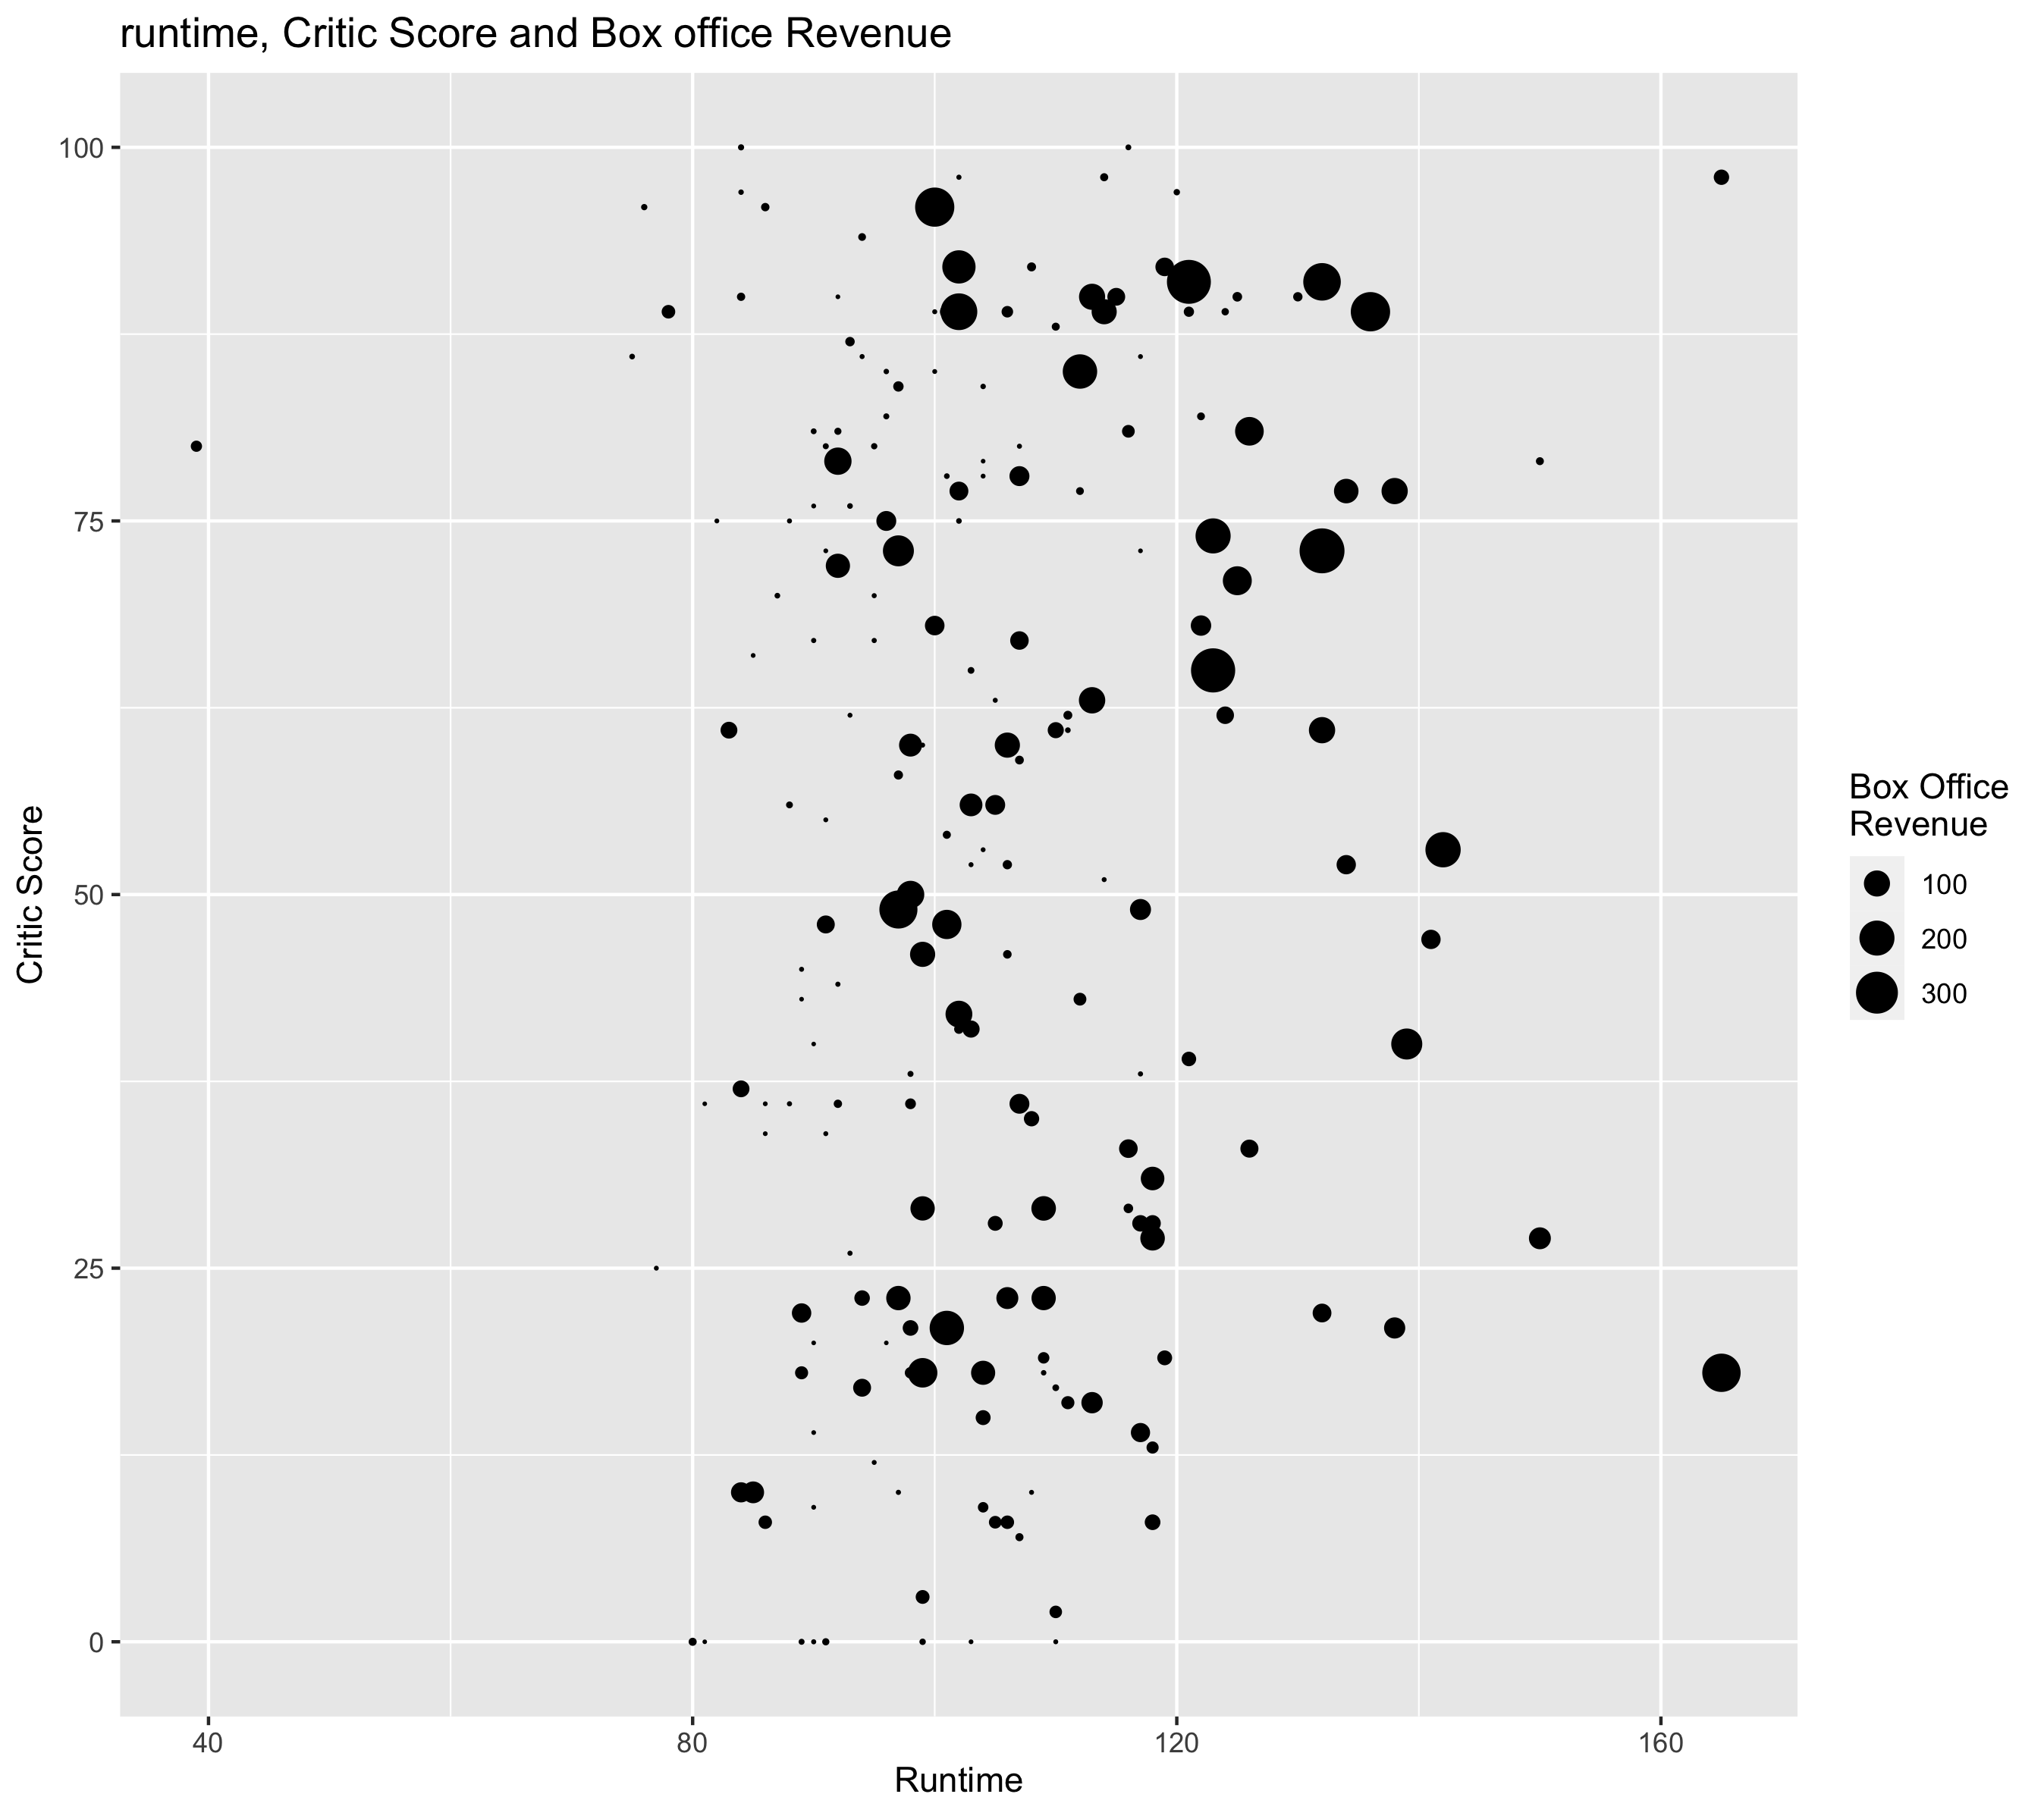 runtime, Critic Score and Box office Revenue
100
75
50
25
0
Critic Score
40
80
120
160
Runtime
Box Office
Revenue
100
200
300